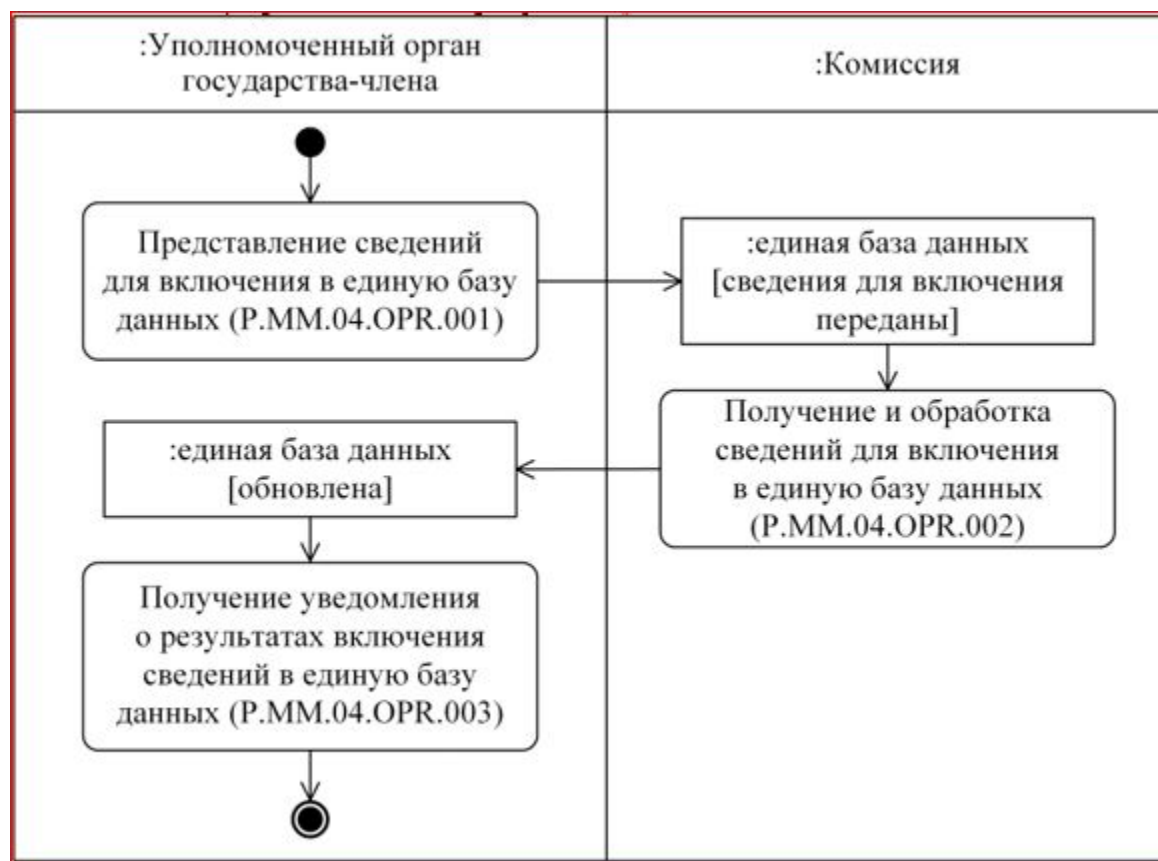 :Уполномоченный орган
государства-члена
:Комиссия
Представление сведений
для включения в единую базу
данных (P.MM.04.OPR.001)
:единая база данных
[сведения для включения
переданы]
Получение и обработка
сведений для включения
в единую базу данных
(P.MM.04.OPR.002)
:единая база данных
[обновлена]
Получение уведомления
о результатах включения
сведений в единую базу
данных (P.MM.04.OPR.003)